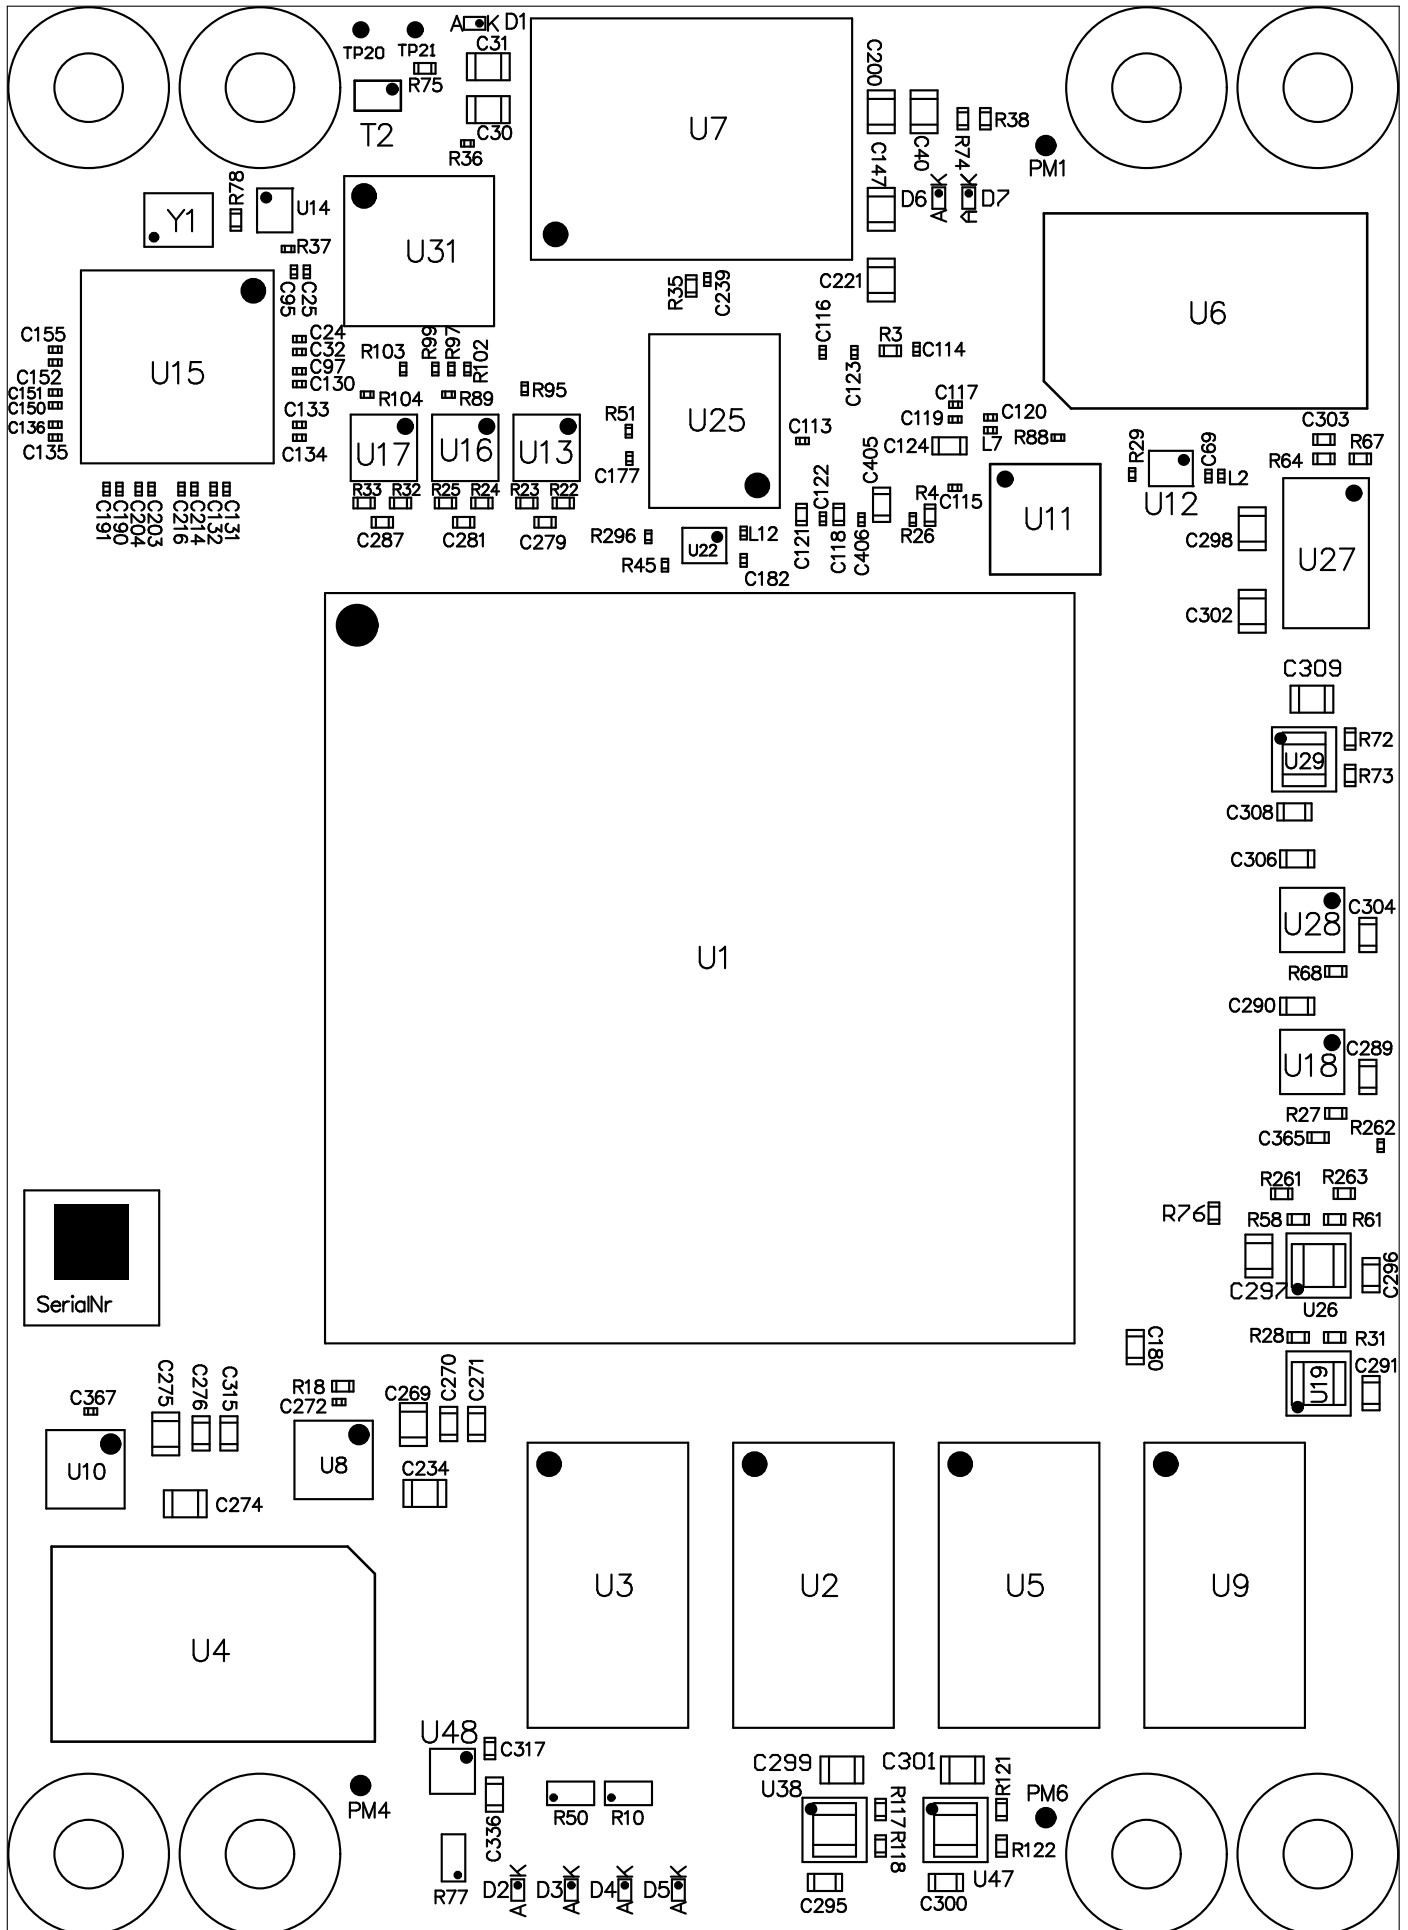 A K D1
C31
TP20
TP21
R75
C200
T2
C30
R36
U7
C40
R74
R38
PM1
C147
D6
A K
A K
D7
R78
U14
Y1
R37
U31
C95
C25
R35
C239
C221
U6
C155
C152
C151
C150
C136
C135
U15
C24
C32
C97
C130
C133
C134
R103
R99
R97
R102
R104
R89
R95
C116
C123
R3
C114
U25
R51
C177
C113
C117
C119
C120
L7
C124
R88
C303
R67
R64
U17
U16
U13
R33
R32
R25
R24
R23
R22
C287
C281
C279
C405
C122
C115
R4
R26
C121
C118
C406
U11
R29
C69
L2
U12
C298
U27
C191
C190
C204
C203
C216
C214
C132
C131
R296
R45
U22
L12
C182
C302
C309
R72
U29
R73
C308
C306
U1
U28
C304
R68
C290
U18
C289
R27
C365
R262
R261
R263
R76
R58
R61
C297
C296
U26
SerialNr
C180
R28
R31
U19
C291
C367
C275
C276
C315
R18
C272
C269
C270
C271
U10
U8
C234
C274
U3
U2
U5
U9
U4
U48
C317
PM4
C336
R50
R10
R77
D2
A K
D3
A K
D4
A K
D5
A K
C299
U38
C301
R117
R118
R121
PM6
R122
C295
C300
U47